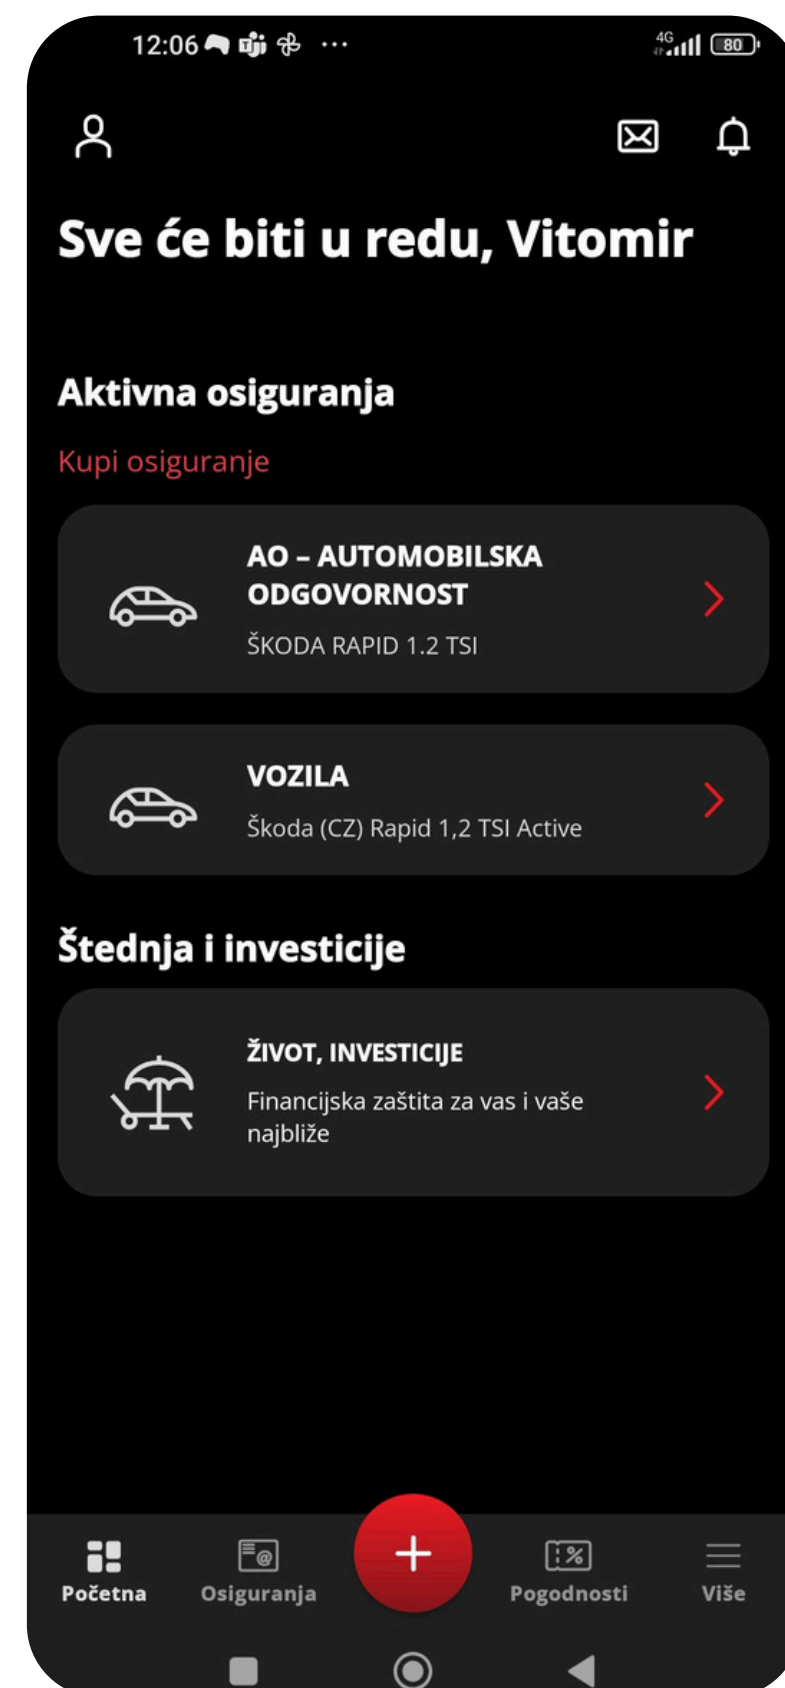 12:06
4G
80
Sve će biti u redu, Vitomir
Aktivna osiguranja
Kupi osiguranje
AO – AUTOMOBILSKA
ODGOVORNOST
ŠKODA RAPID 1.2 TSI
VOZILA
Škoda (CZ) Rapid 1,2 TSI Active
Štednja i investicije
ŽIVOT, INVESTICIJE
Financijska zaštita za vas i vaše
najbliže
Početna
Osiguranja
Pogodnosti
Više